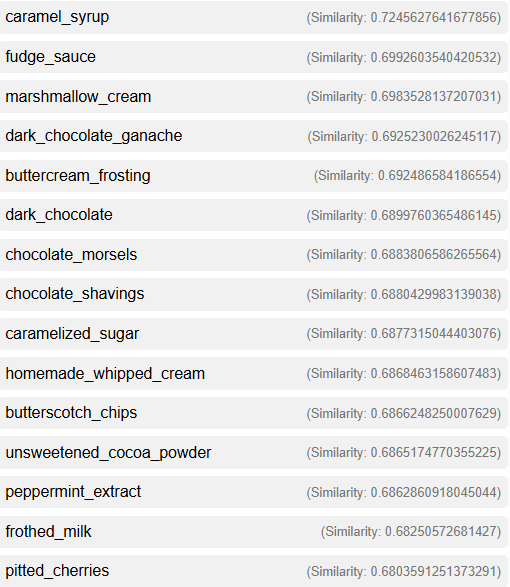 caramel_syrup (Similarity: 0.7245627641677856)
fudge_sauce (Similarity: 0.6992603540420532)
marshmallow_cream (Similarity: 0.6983528137207031)
dark_chocolate_ganache (Similarity: 0.6925230026245117)
buttercream_frosting (Similarity: 0.692486584186554)
dark_chocolate (Similarity: 0.6899760365486145)
chocolate_morsels (Similarity: 0.6883806586265564)
chocolate_shavings (Similarity: 0.6880429983139038)
caramelized_sugar (Similarity: 0.6877315044403076)
homemade_whipped_cream (Similarity: 0.6868463158607483)
butterscotch_chips (Similarity: 0.6866248250007629)
unsweetened_cocoa_powder (Similarity: 0.6865174770355225)
peppermint_extract (Similarity: 0.6862860918045044)
frothed_milk (Similarity: 0.68250572681427)
pitted_cherries (Similarity: 0.6803591251373291)